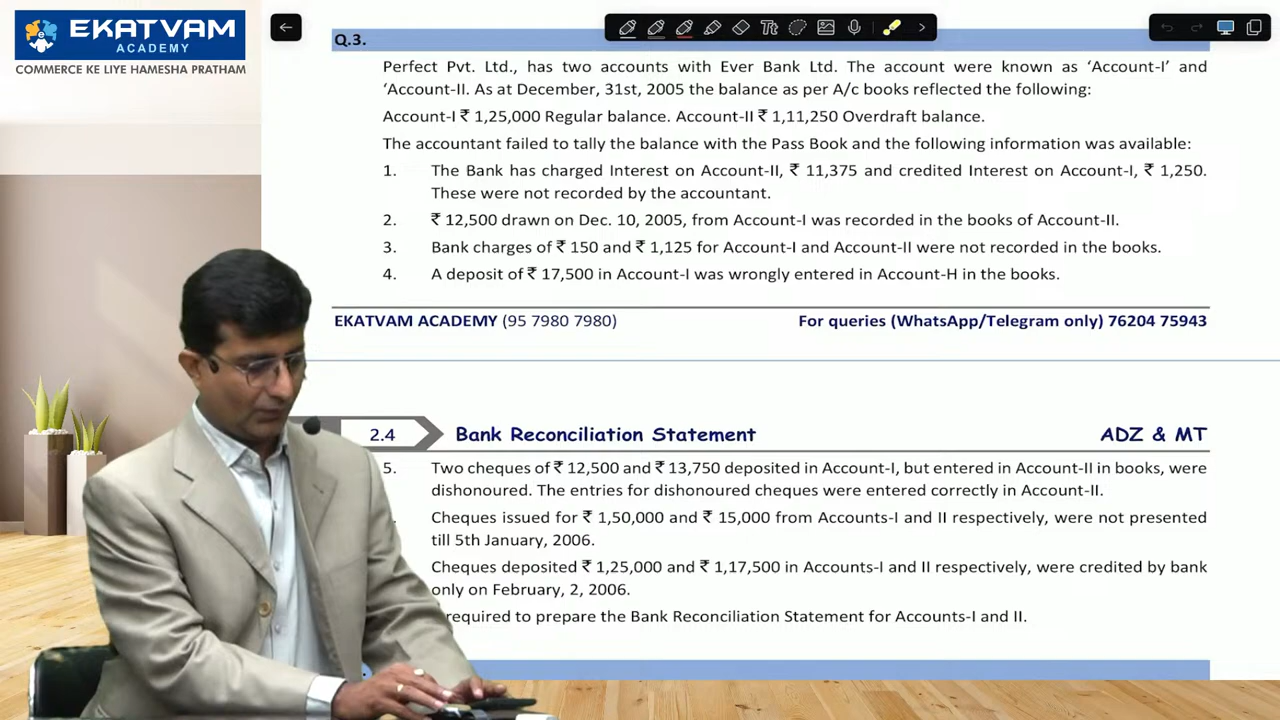 EKATVAM
ACADEMY
COMMERCE KE LIYE HAMESHA PRATHAM
Q.3.
Perfect Pvt. Ltd., has two accounts with Ever Bank Ltd. The account were known as ‘Account-I’ and
‘Account-II. As at December, 31st, 2005 the balance as per A/c books reflected the following:
Account-I ₹ 1,25,000 Regular balance. Account-II ₹ 1,11,250 Overdraft balance.
The accountant failed to tally the balance with the Pass Book and the following information was available:
1. The Bank has charged Interest on Account-II, ₹ 11,375 and credited Interest on Account-I, ₹ 1,250.
These were not recorded by the accountant.
2. ₹ 12,500 drawn on Dec. 10, 2005, from Account-I was recorded in the books of Account-II.
3. Bank charges of ₹ 150 and ₹ 1,125 for Account-I and Account-II were not recorded in the books.
4. A deposit of ₹ 17,500 in Account-I was wrongly entered in Account-H in the books.
EKATVAM ACADEMY (95 7980 7980) For queries (WhatsApp/Telegram only) 76204 75943
2.4 Bank Reconciliation Statement ADZ & MT
5. Two cheques of ₹ 12,500 and ₹ 13,750 deposited in Account-I, but entered in Account-II in books, were
dishonoured. The entries for dishonoured cheques were entered correctly in Account-II.
Cheques issued for ₹ 1,50,000 and ₹ 15,000 from Accounts-I and II respectively, were not presented
till 5th January, 2006.
Cheques deposited ₹ 1,25,000 and ₹ 1,17,500 in Accounts-I and II respectively, were credited by bank
only on February, 2, 2006.
required to prepare the Bank Reconciliation Statement for Accounts-I and II.